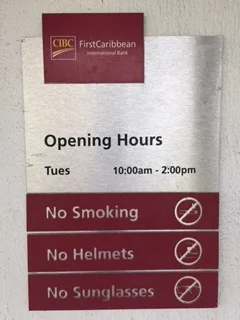 CIBC FirstCaribbean
International Bank
Opening Hours
Tues 10:00am - 2:00pm
No Smoking
No Helmets
No Sunglasses